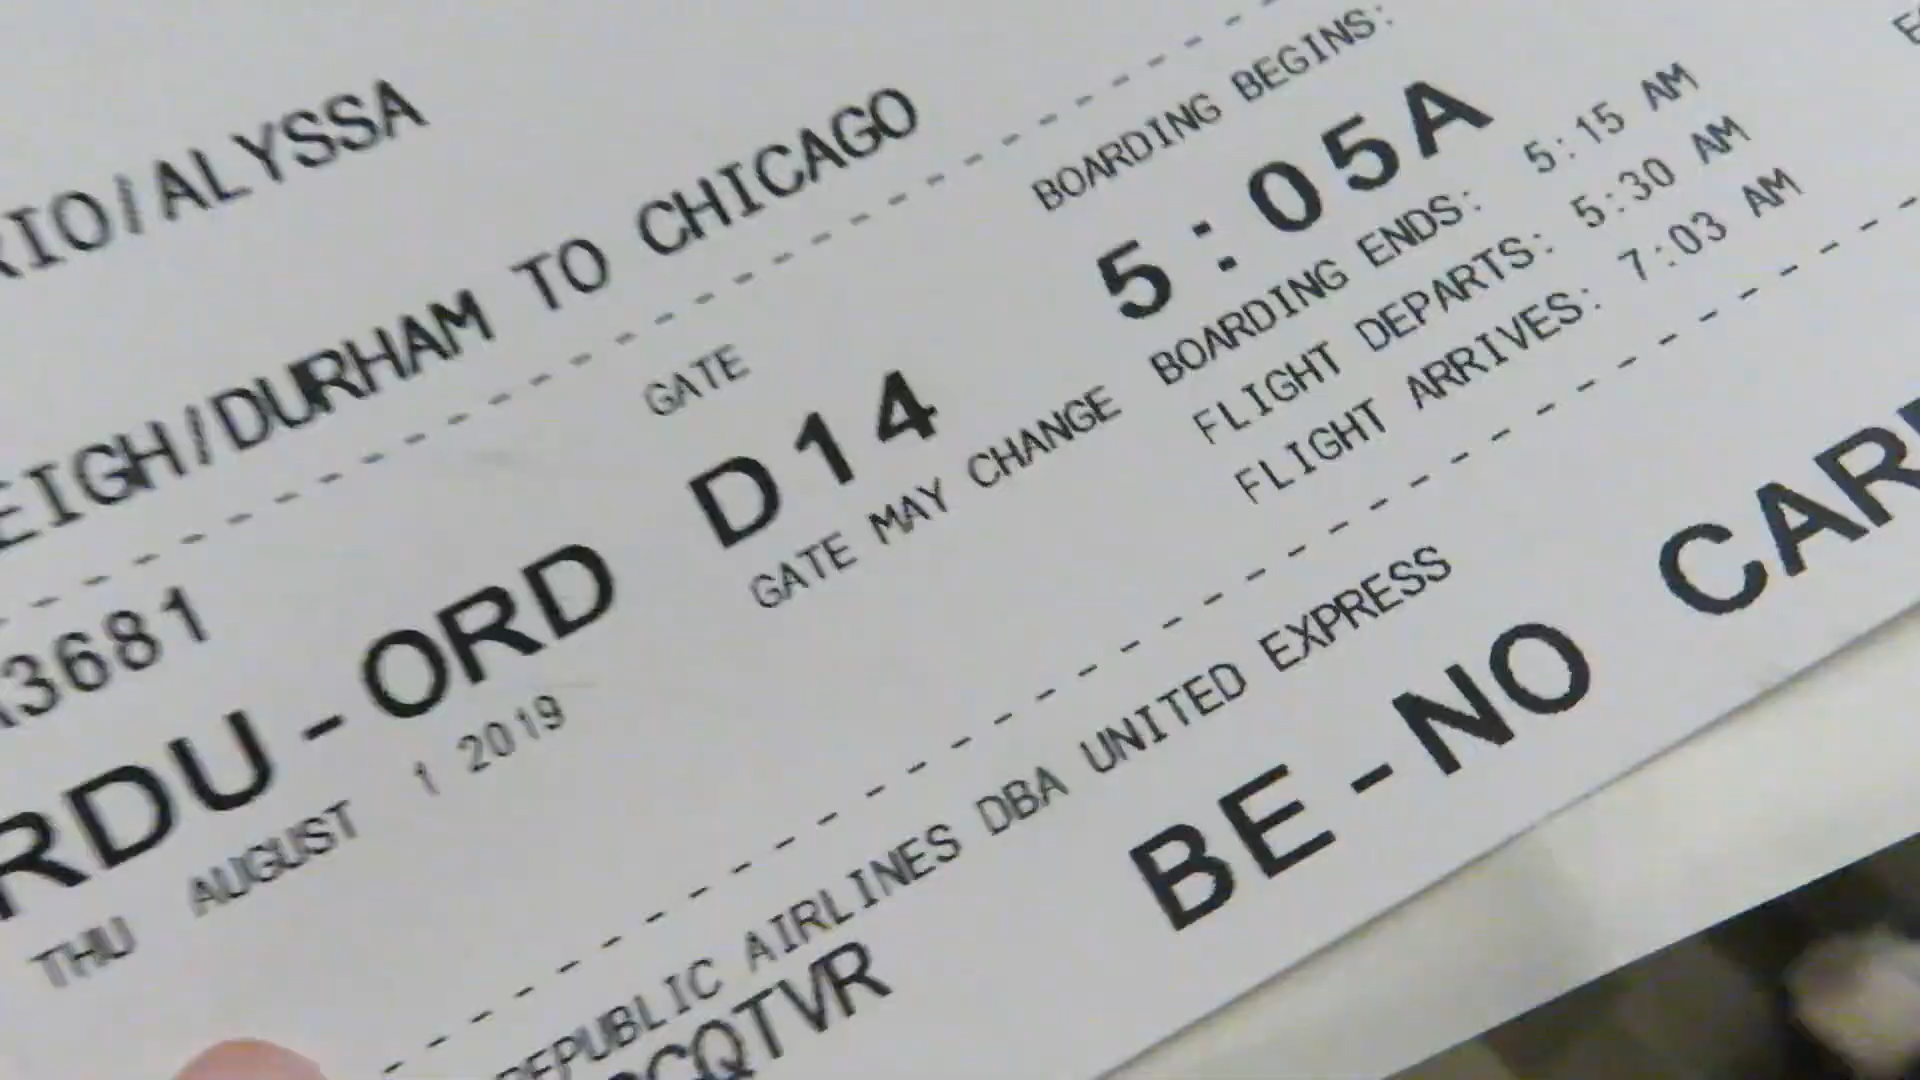 RIO/ALYSSA
EIGH/DURHAM TO CHICAGO
3681
RDU-ORD
THU AUGUST 1 2019
GATE
D14
GATE MAY CHANGE
BOARDING BEGINS:
5:05A
BOARDING ENDS: 5:15 AM
FLIGHT DEPARTS: 5:30 AM
FLIGHT ARRIVES: 7:03 AM
REPUBLIC AIRLINES DBA UNITED EXPRESS
CQTVR
BE-NO CAR